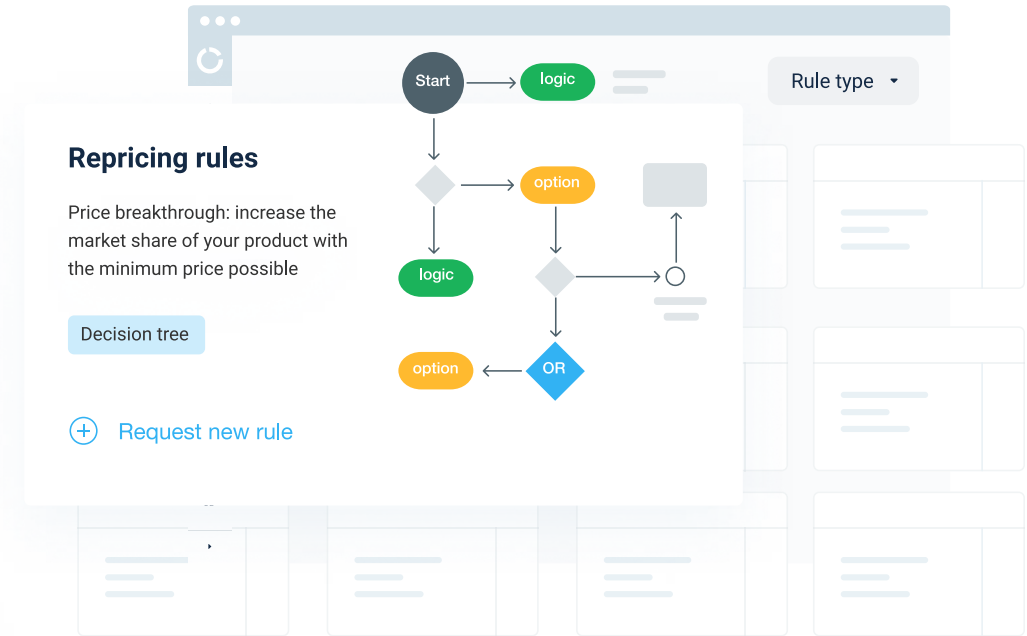 Start
logic
Rule type
Repricing rules
Price breakthrough: increase the
market share of your product with
the minimum price possible
option
logic
Decision tree
option
OR
Request new rule